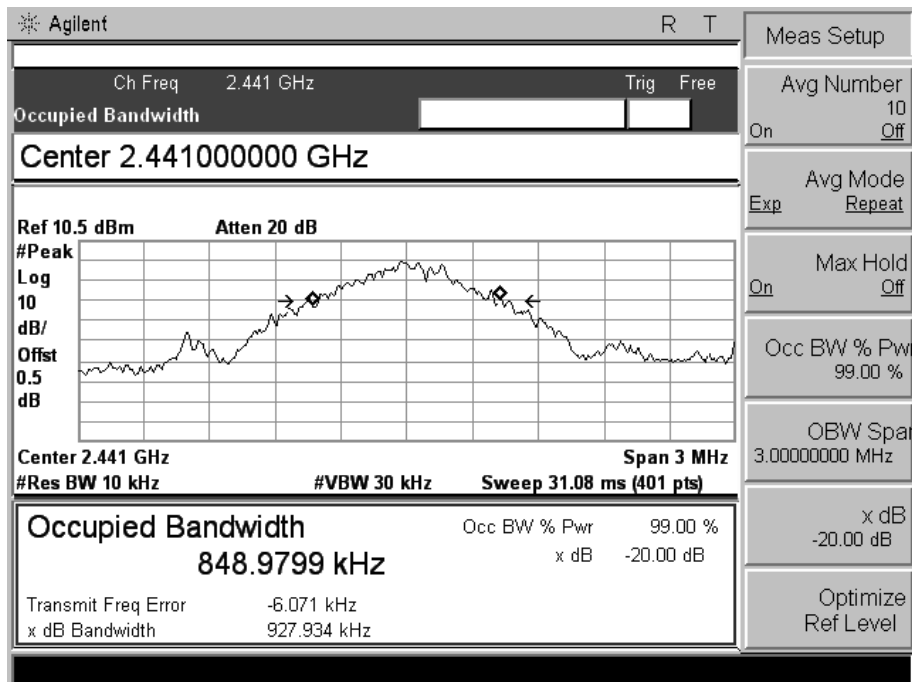 Agilent R T
Ch Freq 2.441 GHz Trig Free
Occupied Bandwidth
Center 2.441000000 GHz
Ref 10.5 dBm Atten 20 dB
#Peak
Log
10
dB/
Offst
0.5
dB
Center 2.441 GHz Span 3 MHz
#Res BW 10 kHz #VBW 30 kHz Sweep 31.08 ms (401 pts)
Occupied Bandwidth Occ BW % Pwr 99.00 %
848.9799 kHz x dB -20.00 dB
Transmit Freq Error -6.071 kHz
x dB Bandwidth 927.934 kHz
Meas Setup
Avg Number
10
On Off
Avg Mode
Exp Repeat
Max Hold
On Off
Occ BW % Pwr
99.00 %
OBW Span
3.00000000 MHz
x dB
-20.00 dB
Optimize
Ref Level